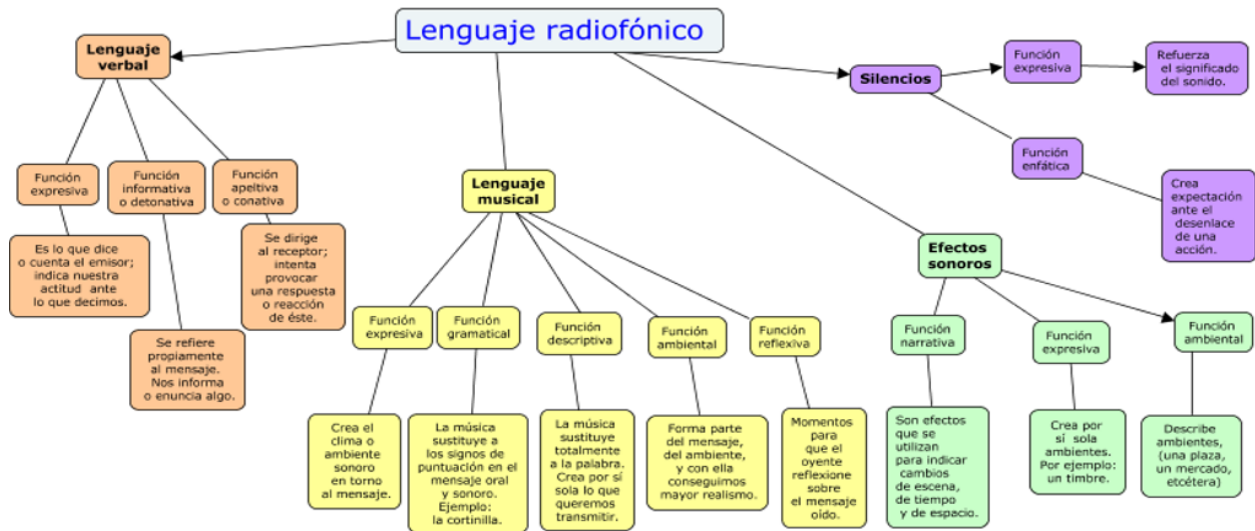 Lenguaje radiofónico
Lenguaje
verbal
Función
expresiva
Es lo que dice
o cuenta el emisor;
indica nuestra
actitud ante
lo que decimos.
Función
informativa
o detonativa
Se refiere
propiamente
al mensaje.
Nos informa
o enuncia algo.
Función
apeltiva
o conativa
Se dirige
al receptor;
intenta
provocar
una respuesta
o reacción
de éste.
Lenguaje
musical
Función
expresiva
Crea el
clima o
ambiente
sonoro
en torno
al mensaje.
Función
gramatical
La música
sustituye a
los signos de
puntuación en el
mensaje oral y
sonoro.
Ejemplo:
la cortinilla.
Función
descriptiva
La música
sustituye
totalmente
a la palabra.
Crea por sí
sola lo que
queremos
transmitir.
Función
ambiental
Forma parte
del mensaje,
del ambiente,
y con ella
conseguimos
mayor realismo.
Función
reflexiva
Momentos
para
que el
oyente
reflexione
sobre
el mensaje
oído.
Efectos
sonoros
Función
narrativa
Son efectos
que se
utilizan
para indicar
cambios
de escena,
de tiempo
y de espacio.
Función
expresiva
Crea por
sí sola
ambientes.
Por ejemplo:
un timbre.
Función
ambiental
Describe
ambientes,
(una plaza,
un mercado,
etcétera)
Silencios
Función
expresiva
Refuerza
el significado
del sonido.
Función
enfática
Crea
expectación
ante el
desenlace
de una
acción.